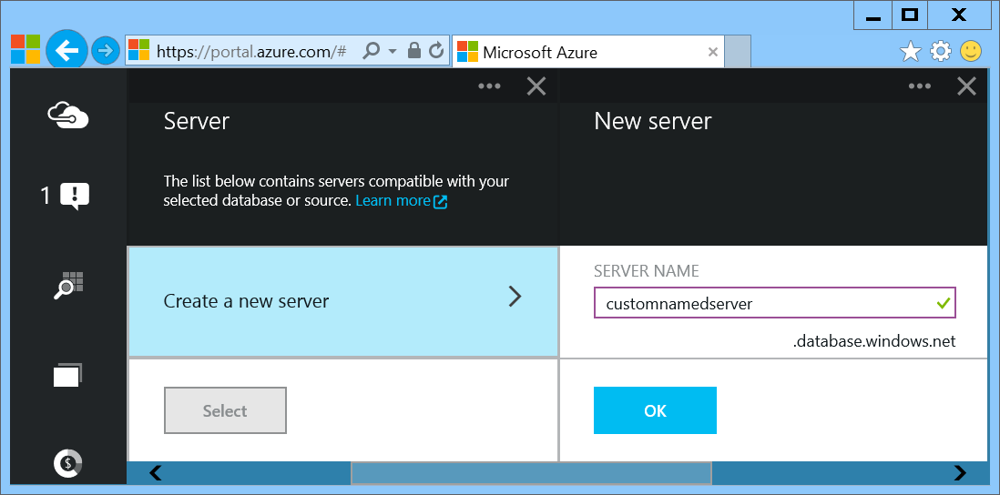 https://portal.azure.com/#
Microsoft Azure
Server
New server
The list below contains servers compatible with your
selected database or source. Learn more
1
SERVER NAME
Create a new server
customnamedserver
.database.windows.net
Select
OK
$